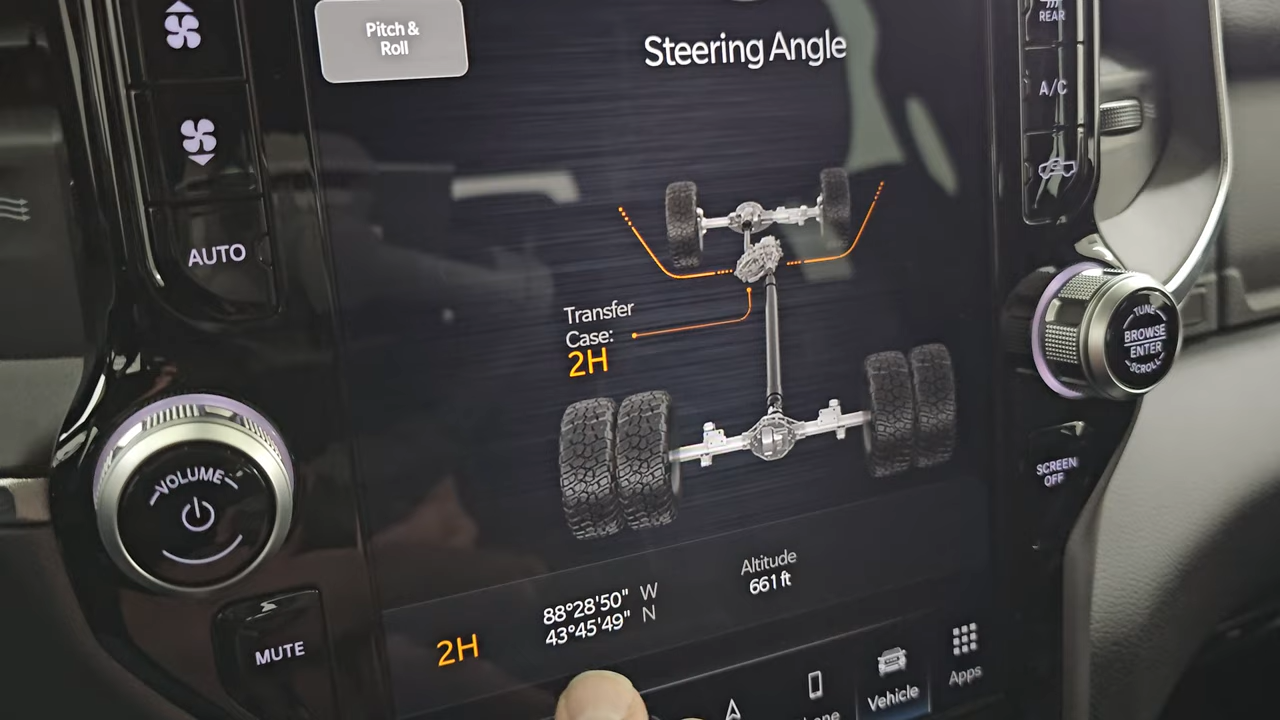 Pitch &
Roll
Steering Angle
REAR
A/C
AUTO
Transfer
Case:
2H
TUNE
BROWSE
ENTER
SCROLL
VOLUME
SCREEN
OFF
MUTE
2H
88°28'50" W
43°45'49" N
Altitude
661 ft
Vehicle
Apps